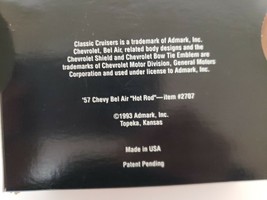 Classic Cruisers is a trademark of Admark, Inc.
Chevrolet, Bel Air, related body designs and the
Chevrolet Shield and Chevrolet Bow Tie Emblem are
trademarks of Chevrolet Motor Division, General Motors
Corporation and used under license to Admark, Inc.
'57 Chevy Bel Air "Hot Rod"—item #2707
©1993 Admark, Inc.
Topeka, Kansas
Made in USA
Patent Pending